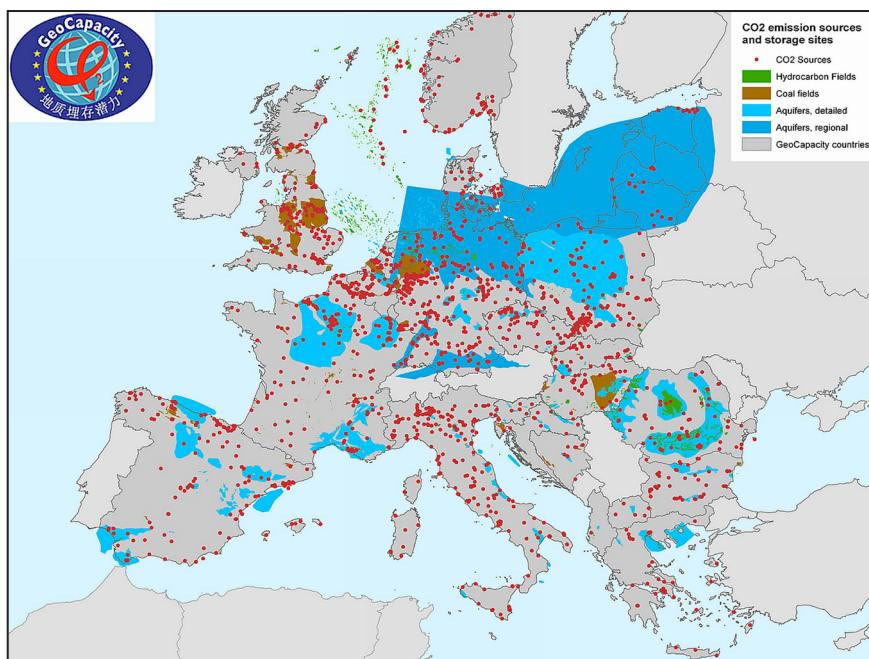 GeoCapacity
2
地质埋存潜力
CO2 emission sources
and storage sites
CO2 Sources
Hydrocarbon Fields
Coal fields
Aquifers, detailed
Aquifers, regional
GeoCapacity countries